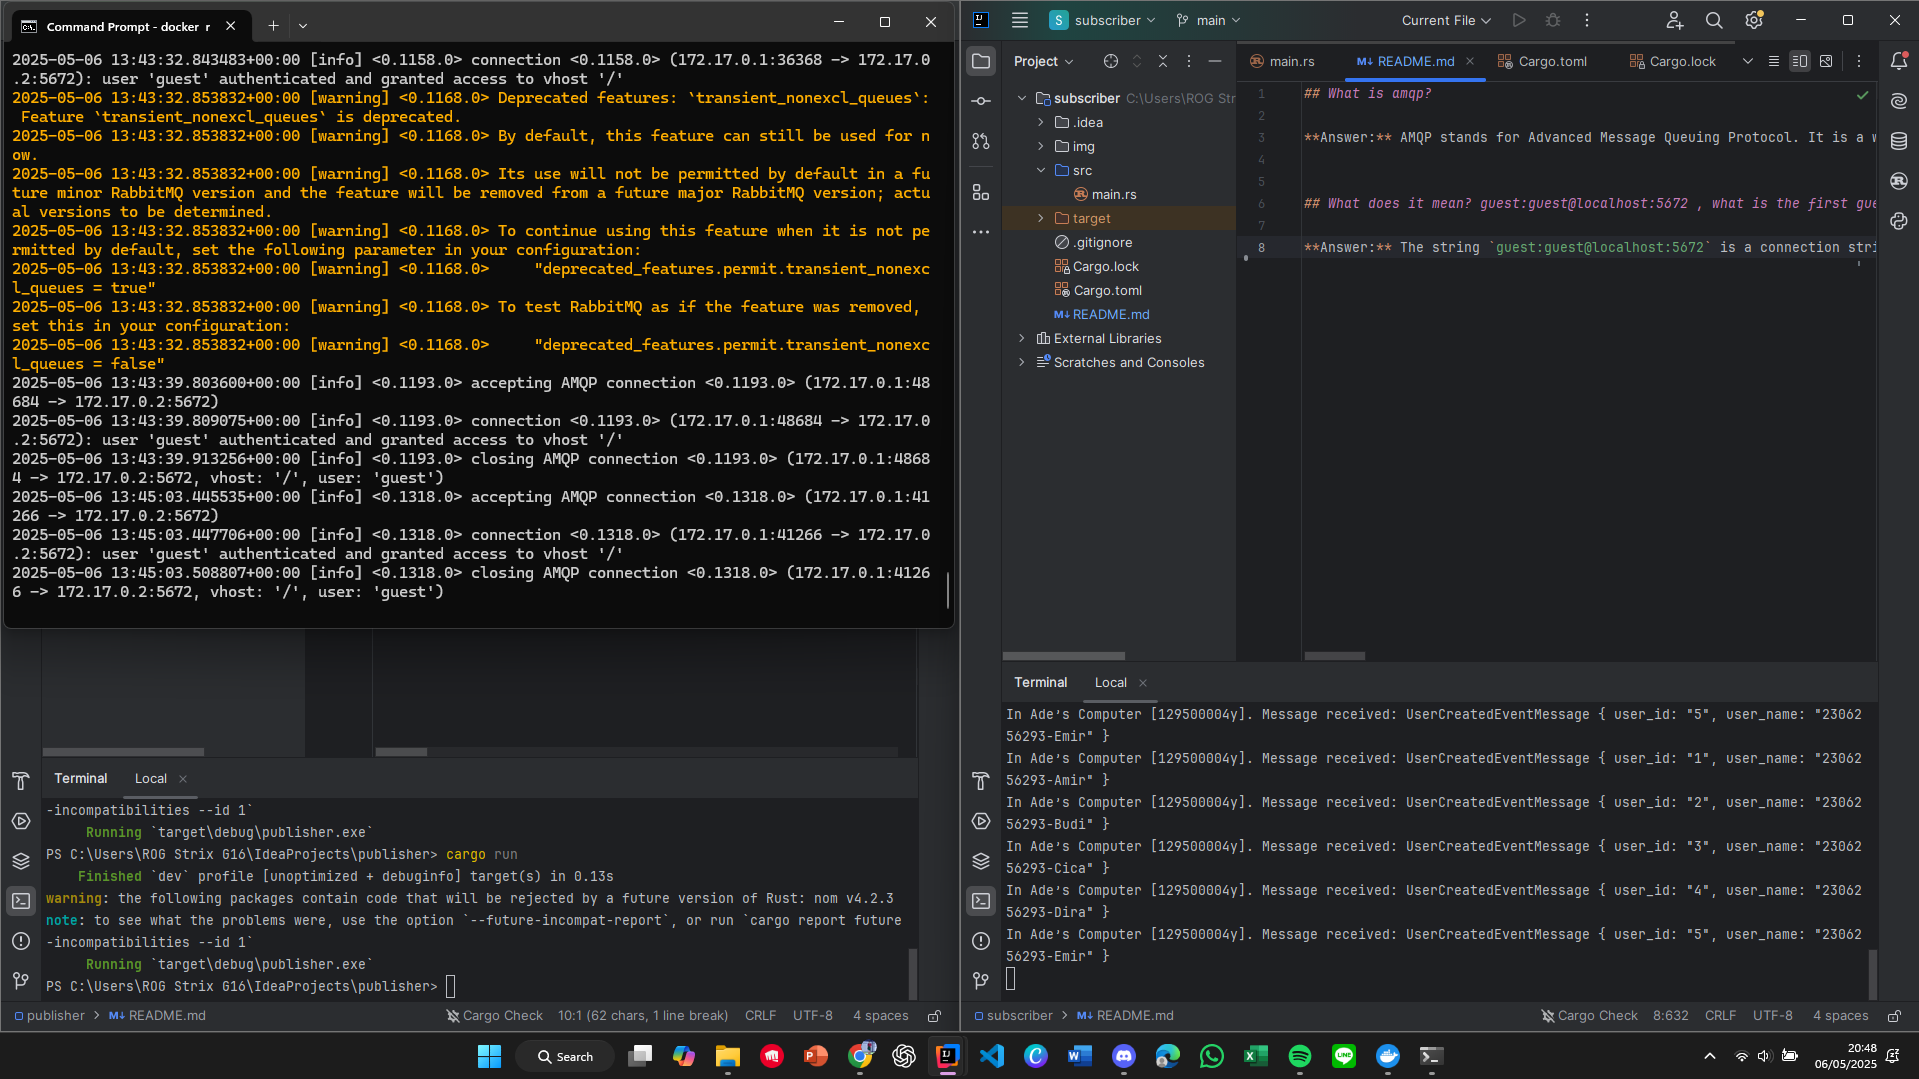 Command Prompt - docker  r
2025-05-06 13:43:32.843483+00:00 [info] <0.1158.0> connection <0.1158.0> (172.17.0.1:36368 -> 172.17.0
.2:5672): user 'guest' authenticated and granted access to vhost '/'
2025-05-06 13:43:32.853832+00:00 [warning] <0.1168.0> Deprecated features: `transient_nonexcl_queues`:
 Feature `transient_nonexcl_queues` is deprecated.
2025-05-06 13:43:32.853832+00:00 [warning] <0.1168.0> By default, this feature can still be used for n
ow.
2025-05-06 13:43:32.853832+00:00 [warning] <0.1168.0> Its use will not be permitted by default in a fu
ture minor RabbitMQ version and the feature will be removed from a future major RabbitMQ version; actu
al versions to be determined.
2025-05-06 13:43:32.853832+00:00 [warning] <0.1168.0> To continue using this feature when it is not pe
rmitted by default, set the following parameter in your configuration:
2025-05-06 13:43:32.853832+00:00 [warning] <0.1168.0>     "deprecated_features.permit.transient_nonexc
l_queues = true"
2025-05-06 13:43:32.853832+00:00 [warning] <0.1168.0> To test RabbitMQ as if the feature was removed,
set this in your configuration:
2025-05-06 13:43:32.853832+00:00 [warning] <0.1168.0>     "deprecated_features.permit.transient_nonexc
l_queues = false"
2025-05-06 13:43:39.803600+00:00 [info] <0.1193.0> accepting AMQP connection <0.1193.0> (172.17.0.1:48
684 -> 172.17.0.2:5672)
2025-05-06 13:43:39.809075+00:00 [info] <0.1193.0> connection <0.1193.0> (172.17.0.1:48684 -> 172.17.0
.2:5672): user 'guest' authenticated and granted access to vhost '/'
2025-05-06 13:43:39.913256+00:00 [info] <0.1193.0> closing AMQP connection <0.1193.0> (172.17.0.1:4868
4 -> 172.17.0.2:5672, vhost: '/', user: 'guest')
2025-05-06 13:45:03.445535+00:00 [info] <0.1318.0> accepting AMQP connection <0.1318.0> (172.17.0.1:41
266 -> 172.17.0.2:5672)
2025-05-06 13:45:03.447706+00:00 [info] <0.1318.0> connection <0.1318.0> (172.17.0.1:41266 -> 172.17.0
.2:5672): user 'guest' authenticated and granted access to vhost '/'
2025-05-06 13:45:03.508807+00:00 [info] <0.1318.0> closing AMQP connection <0.1318.0> (172.17.0.1:4126
6 -> 172.17.0.2:5672, vhost: '/', user: 'guest')
Terminal Local
-incompatibilities --id 1`
     Running `target\debug\publisher.exe`
PS C:\Users\ROG Strix G16\IdeaProjects\publisher> cargo run
    Finished `dev` profile [unoptimized + debuginfo] target(s) in 0.13s
warning: the following packages contain code that will be rejected by a future version of Rust: nom v4.2.3
note: to see what the problems were, use the option `--future-incompat-report`, or run `cargo report future
-incompatibilities --id 1`
     Running `target\debug\publisher.exe`
PS C:\Users\ROG Strix G16\IdeaProjects\publisher>
publisher > M↓ README.md Cargo Check 10:1 (62 chars, 1 line break) CRLF UTF-8 4 spaces
S subscriber main Current File
Project
subscriber C:\Users\ROG Str
.idea
img
src
main.rs
target
.gitignore
Cargo.lock
Cargo.toml
M↓ README.md
External Libraries
Scratches and Consoles
main.rs M↓ README.md Cargo.toml Cargo.lock
1 ## What is amqp?
2
3 **Answer:** AMQP stands for Advanced Message Queuing Protocol. It is a w
4
5
6 ## What does it mean? guest:guest@localhost:5672 , what is the first gue
7
8 **Answer:** The string `guest:guest@localhost:5672` is a connection stri
Terminal Local
In Ade's Computer [129500004y]. Message received: UserCreatedEventMessage { user_id: "5", user_name: "23062
56293-Emir" }
In Ade's Computer [129500004y]. Message received: UserCreatedEventMessage { user_id: "1", user_name: "23062
56293-Amir" }
In Ade's Computer [129500004y]. Message received: UserCreatedEventMessage { user_id: "2", user_name: "23062
56293-Budi" }
In Ade's Computer [129500004y]. Message received: UserCreatedEventMessage { user_id: "3", user_name: "23062
56293-Cica" }
In Ade's Computer [129500004y]. Message received: UserCreatedEventMessage { user_id: "4", user_name: "23062
56293-Dira" }
In Ade's Computer [129500004y]. Message received: UserCreatedEventMessage { user_id: "5", user_name: "23062
56293-Emir" }
subscriber > M↓ README.md Cargo Check 8:632 CRLF UTF-8 4 spaces
Search
20:48
06/05/2025